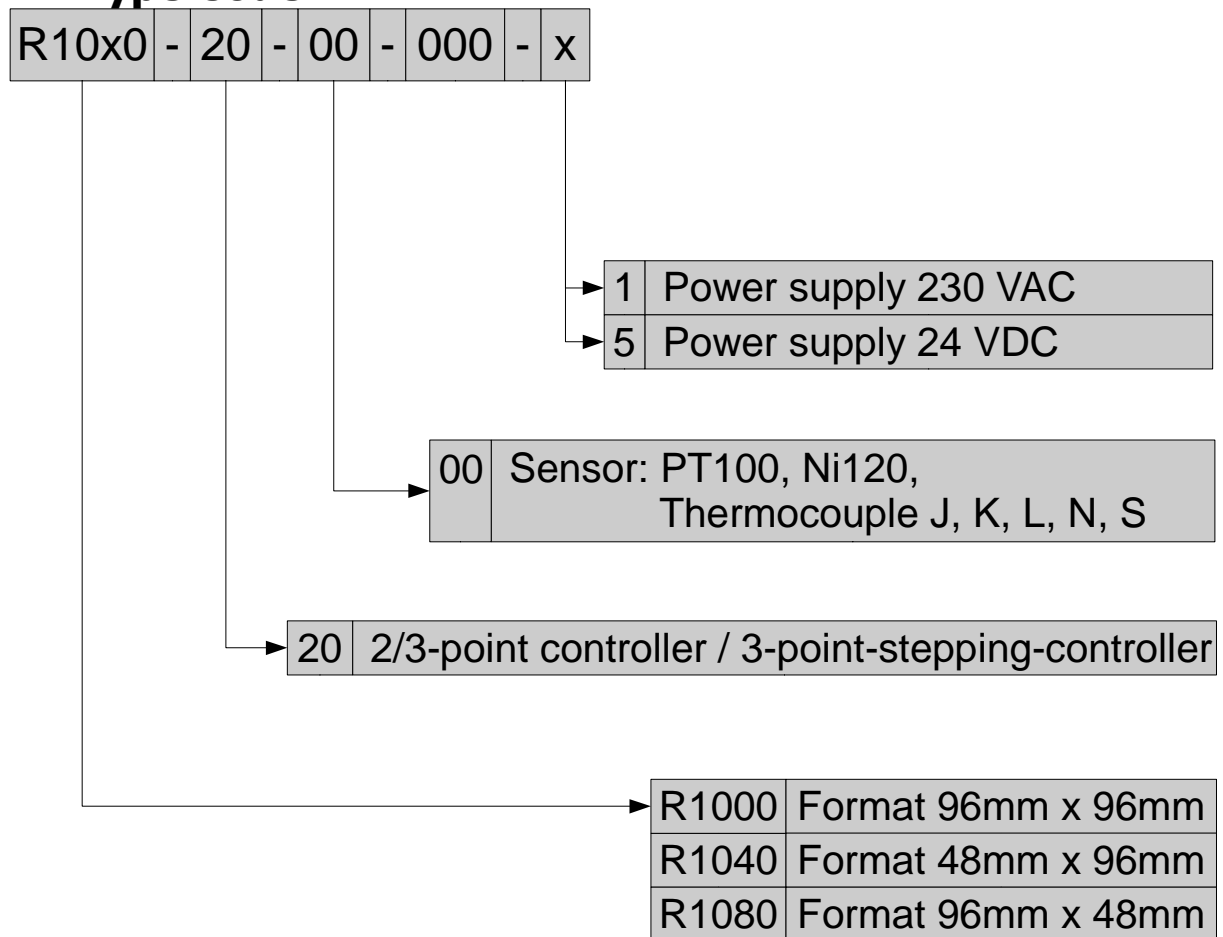 R10x0 - 20 - 00 - 000 - x
1 Power supply 230 VAC
5 Power supply 24 VDC
00 Sensor: PT100, Ni120,
Thermocouple J, K, L, N, S
20 2/3-point controller / 3-point-stepping-controller
R1000 Format 96mm x 96mm
R1040 Format 48mm x 96mm
R1080 Format 96mm x 48mm